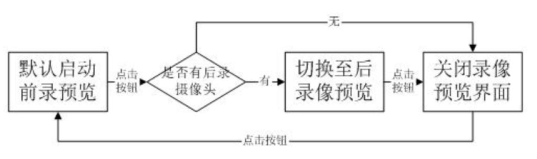 无
默认启动
前录预览
点击
按钮
是否有后录
摄像头
有
切换至后
录像预览
点击
按钮
关闭录像
预览界面
点击按钮